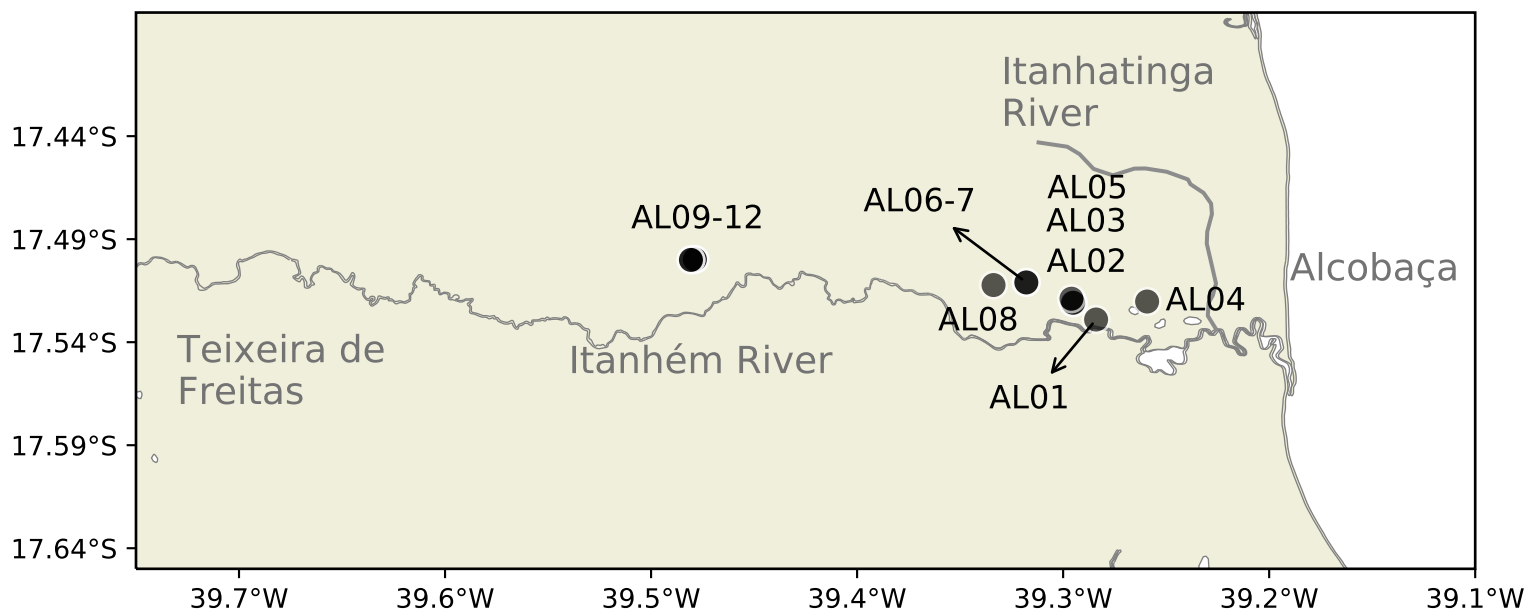 Itanhatinga
River
17.44°S
AL05
AL06-7
AL03
AL09-12
17.49°S
AL02
Alcobaça
AL04
AL08
17.54°S
Teixeira de
Freitas
Itanhém River
AL01
17.59°S
17.64°S
39.7°W
39.6°W
39.5°W
39.4°W
39.3°W
39.2°W
39.1°W